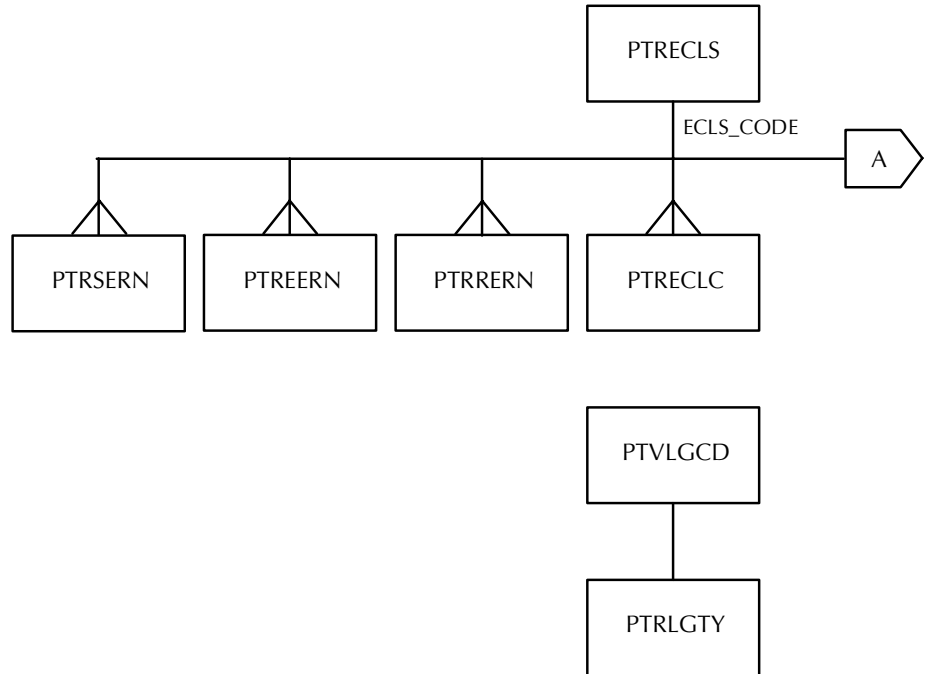 PTRECLS
ECLS_CODE
A
PTRSERN
PTREERN
PTRRERN
PTRECLC
PTVLGCD
PTRLGTY